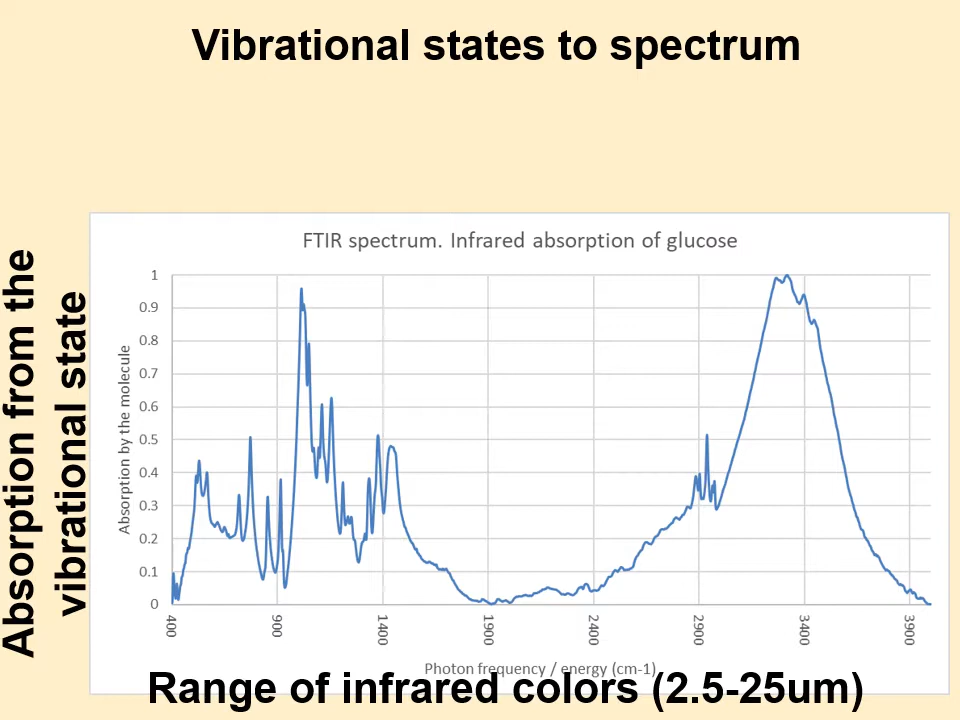 Vibrational states to spectrum
Absorption from the
vibrational state
FTIR spectrum. Infrared absorption of glucose
Absorption by the molecule
1
0.9
0.8
0.7
0.6
0.5
0.4
0.3
0.2
0.1
0
400 900 1400 1900 2400 2900 3400 3900
Photon frequency / energy (cm-1)
Range of infrared colors (2.5-25um)